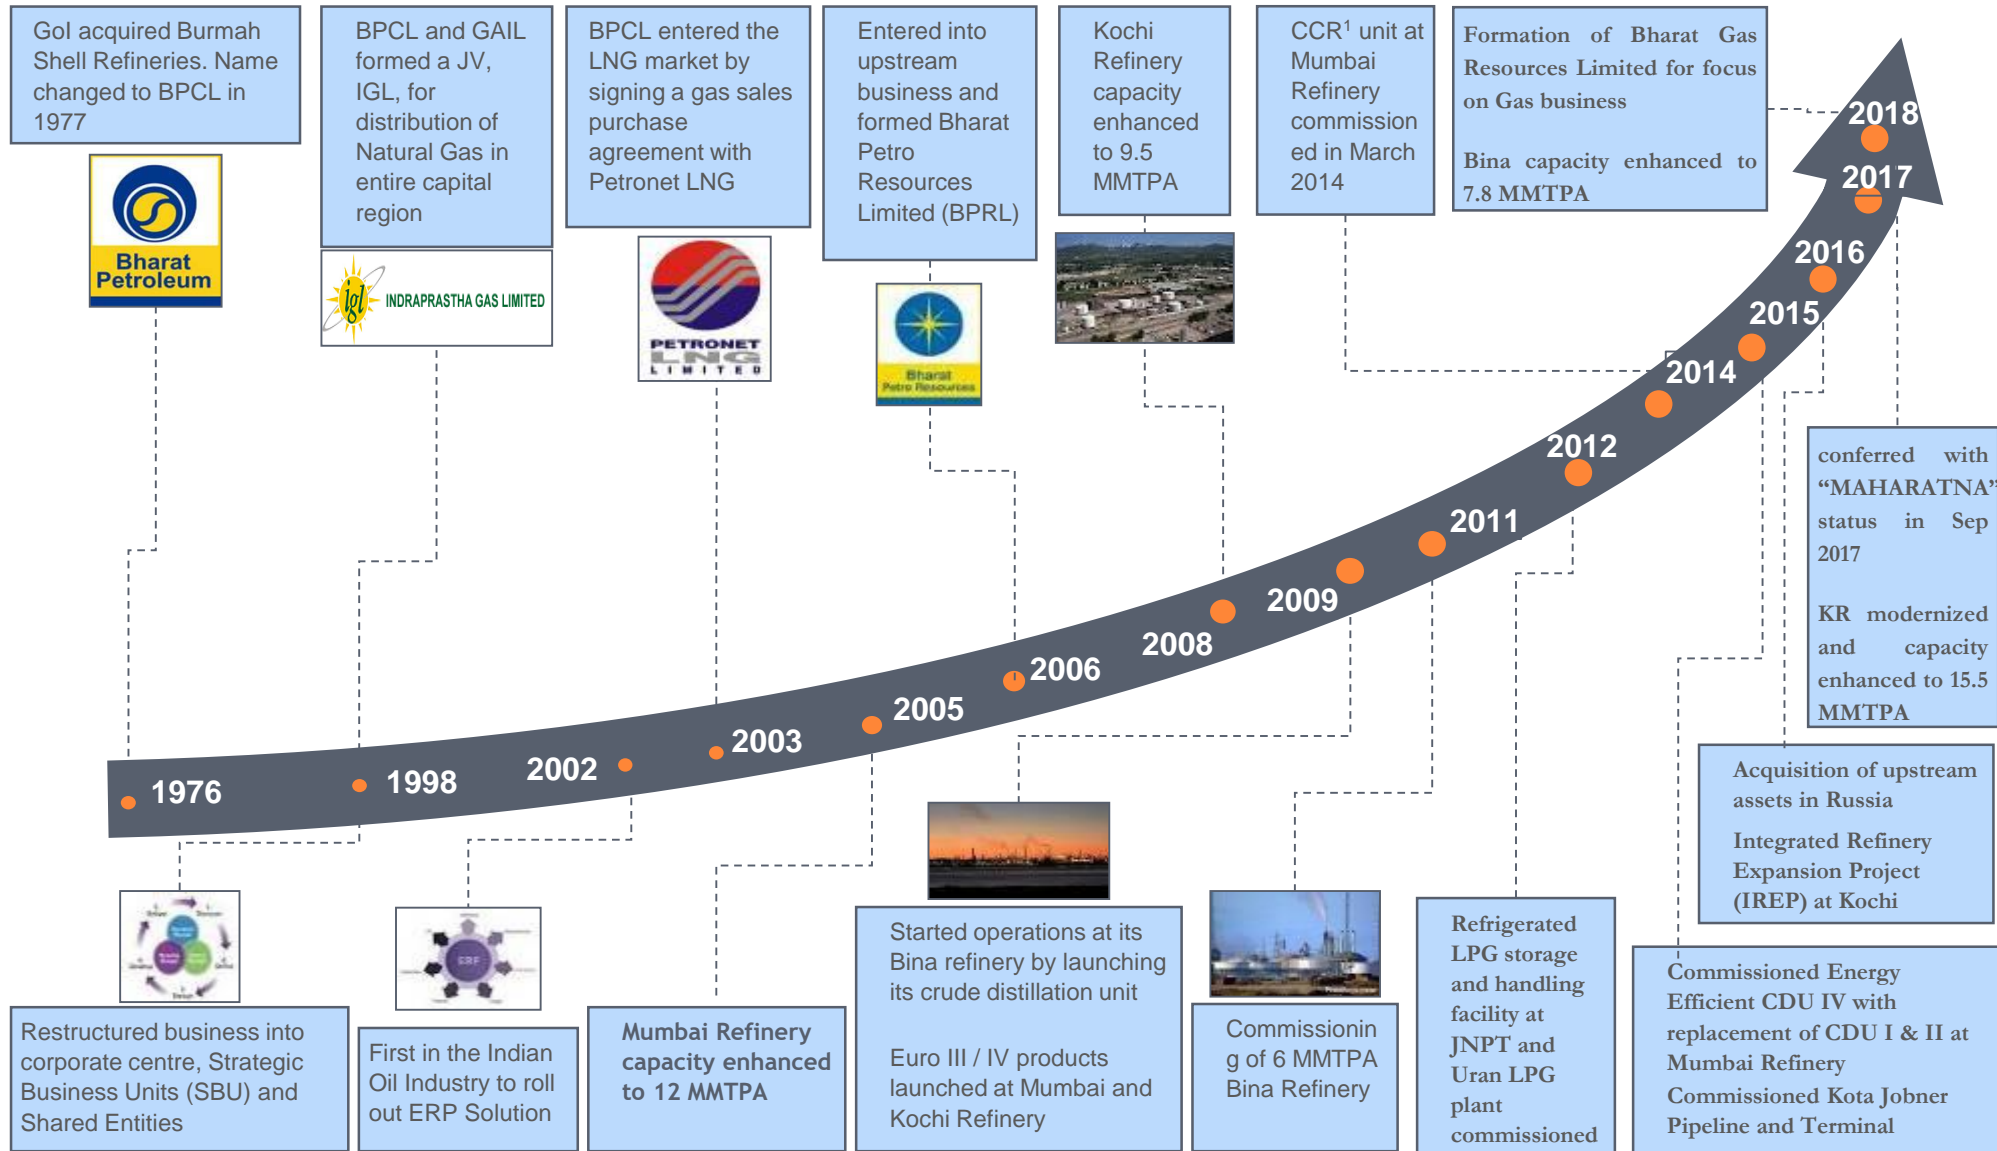 GoI acquired Burmah
Shell Refineries. Name
changed to BPCL in
1977
BPCL and GAIL
formed a JV,
IGL, for
distribution of
Natural Gas in
entire capital
region
BPCL entered the
LNG market by
signing a gas sales
purchase
agreement with
Petronet LNG
Entered into
upstream
business and
formed Bharat
Petro
Resources
Limited (BPRL)
Kochi
Refinery
capacity
enhanced
to 9.5
MMTPA
CCR¹ unit at
Mumbai
Refinery
commission
ed in March
2014
Formation of Bharat Gas
Resources Limited for focus
on Gas business
Bina capacity enhanced to
7.8 MMTPA
Bharat
Petroleum
igl INDRAPRASTHA GAS LIMITED
PETRONET
LNG
LIMITED
Bharat
Petro Resources
2018
2017
2016
2015
2014
2012
2011
2009
2008
2006
2005
2003
2002
1998
1976
conferred with
“MAHARATNA”
status in Sep
2017
KR modernized
and capacity
enhanced to 15.5
MMTPA
Acquisition of upstream
assets in Russia
Integrated Refinery
Expansion Project
(IREP) at Kochi
ERP
Restructured business into
corporate centre, Strategic
Business Units (SBU) and
Shared Entities
First in the Indian
Oil Industry to roll
out ERP Solution
Mumbai Refinery
capacity enhanced
to 12 MMTPA
Started operations at its
Bina refinery by launching
its crude distillation unit
Euro III / IV products
launched at Mumbai and
Kochi Refinery
Commissionin
g of 6 MMTPA
Bina Refinery
Refrigerated
LPG storage
and handling
facility at
JNPT and
Uran LPG
plant
commissioned
Commissioned Energy
Efficient CDU IV with
replacement of CDU I & II at
Mumbai Refinery
Commissioned Kota Jobner
Pipeline and Terminal